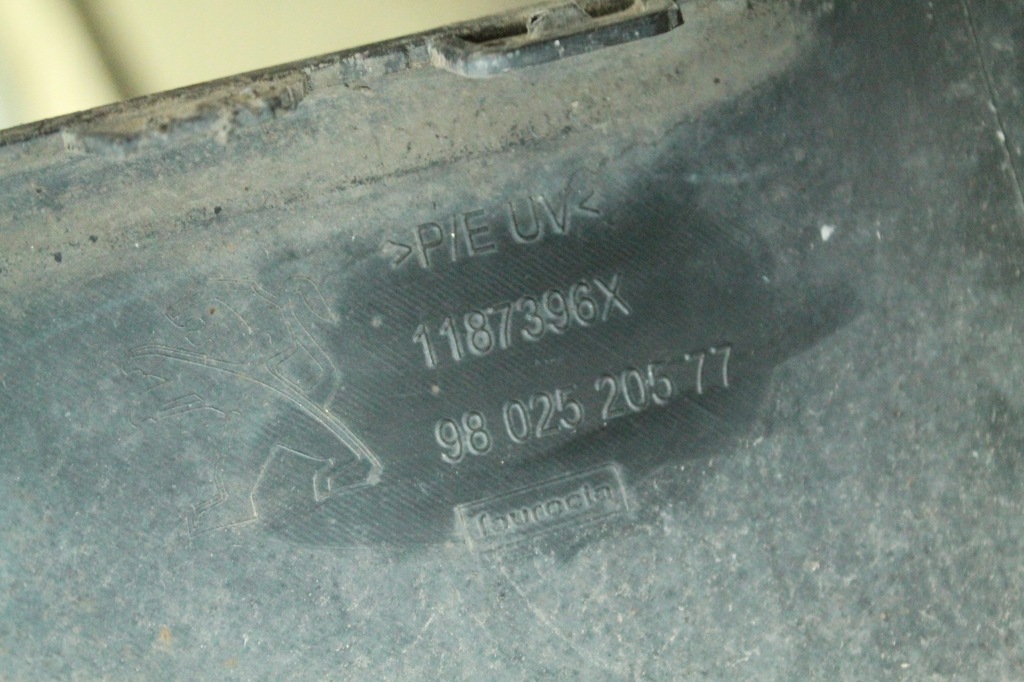 >P/E UV<
1187396X
98 025 205 77
faurecia